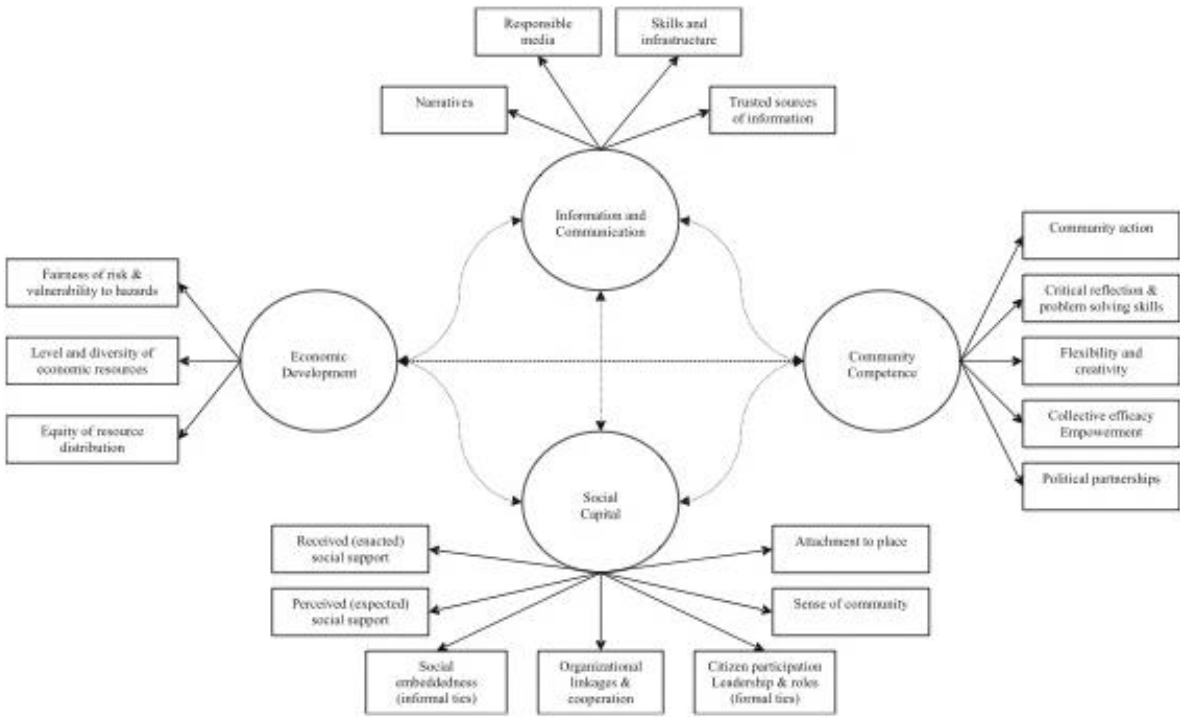 Responsible
media
Skills and
infrastructure
Narratives
Trusted sources
of information
Information and
Communication
Community action
Fairness of risk &
vulnerability to hazards
Critical reflection &
problem solving skills
Level and diversity of
economic resources
Economic
Development
Community
Competence
Flexibility and
creativity
Equity of resource
distribution
Collective efficacy
Empowerment
Political partnerships
Social
Capital
Received (enacted)
social support
Attachment to place
Perceived (expected)
social support
Sense of community
Social
embeddedness
(informal ties)
Organizational
linkages &
cooperation
Citizen participation
Leadership & roles
(formal ties)